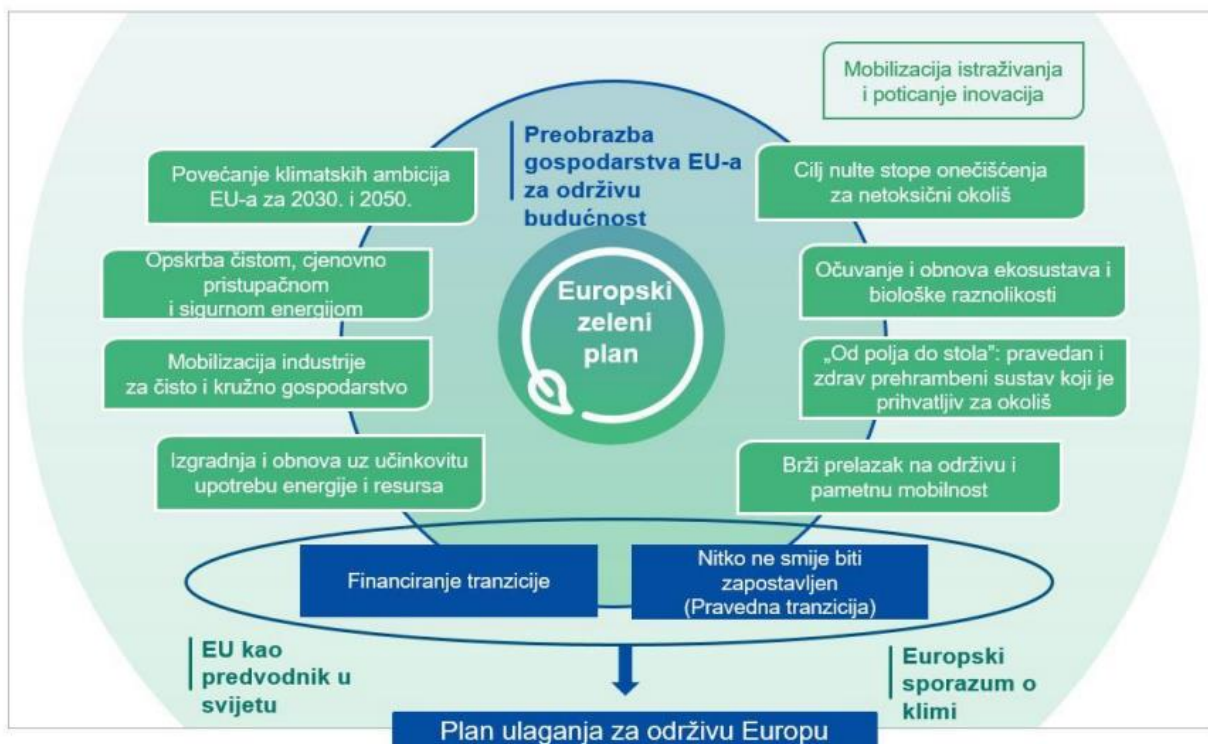 Mobilizacija istraživanja
i poticanje inovacija
Preobrazba
gospodarstva EU-a
za održivu
budućnost
Povećanje klimatskih ambicija
EU-a za 2030. i 2050.
Cilj nulte stope onečišćenja
za netoksični okoliš
Opskrba čistom, cjenovno
pristupačnom
i sigurnom energijom
Očuvanje i obnova ekosustava i
biološke raznolikosti
Europski
zeleni
plan
Mobilizacija industrije
za čisto i kružno gospodarstvo
„Od polja do stola”: pravedan i
zdrav prehrambeni sustav koji je
prihvatljiv za okoliš
Izgradnja i obnova uz učinkovitu
upotrebu energije i resursa
Brži prelazak na održivu i
pametnu mobilnost
Financiranje tranzicije
Nitko ne smije biti
zapostavljen
(Pravedna tranzicija)
EU kao
predvodnik u
svijetu
Europski
sporazum o
klimi
Plan ulaganja za održivu Europu